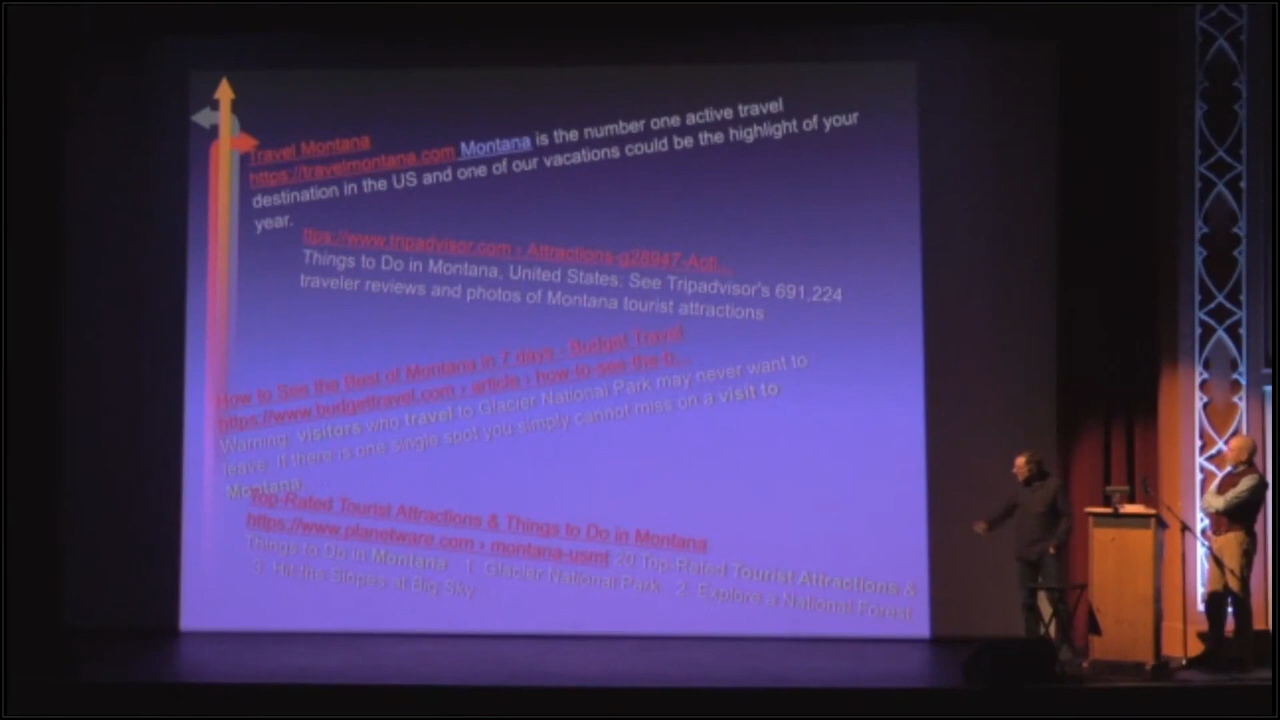 Travel Montana
https://travelmontana.com Montana is the number one active travel
destination in the US and one of our vacations could be the highlight of your
year.
ttps://www.tripadvisor.com › Attractions-g28947-Acti...
Things to Do in Montana, United States: See Tripadvisor's 691,224
traveler reviews and photos of Montana tourist attractions
How to See the Best of Montana in 7 days - Budget Travel
https://www.budgettravel.com › article › how-to-see-the-b...
Warning: visitors who travel to Glacier National Park may never want to
leave. If there is one single spot you simply cannot miss on a visit to
Montana,
Top-Rated Tourist Attractions & Things to Do in Montana
https://www.planetware.com › montana-usmt 20 Top-Rated Tourist Attractions &
Things to Do in Montana · 1. Glacier National Park · 2. Explore a National Forest
· 3. Hit the Slopes at Big Sky